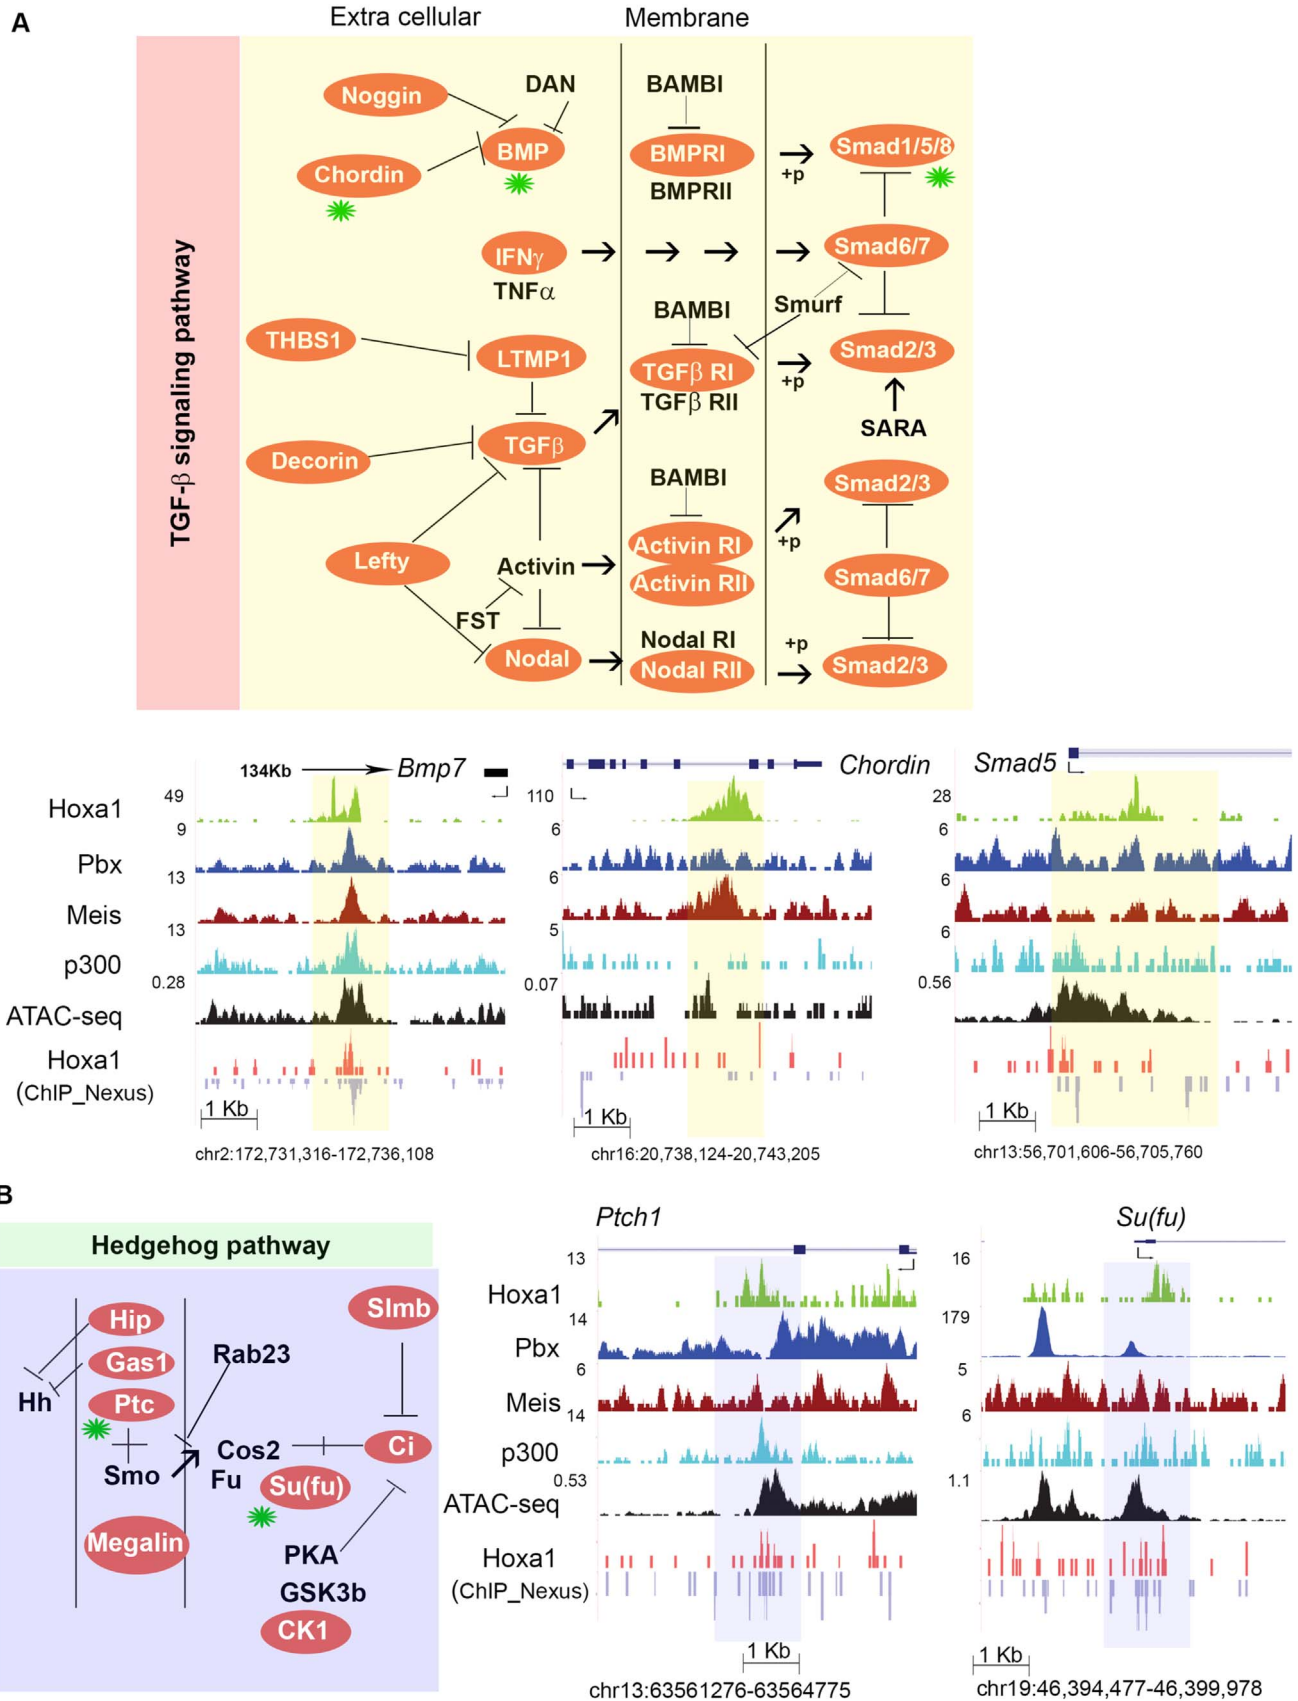 A
Extra cellular
Membrane
TGF-β signaling pathway
Noggin
DAN
BAMBI
BMP
BMPRI
Smad1/5/8
Chordin
+p
BMPRII
IFNγ
Smad6/7
TNFα
BAMBI
Smurf
THBS1
LTMP1
Smad2/3
TGFβ RI
+p
TGFβ RII
SARA
TGFβ
Decorin
BAMBI
Smad2/3
Activin RI
+p
Lefty
Activin
Activin RII
Smad6/7
FST
Nodal RI
+p
Nodal
Nodal RII
Smad2/3
134Kb
Bmp7
Chordin
Smad5
Hoxa1
49
110
28
Pbx
9
6
6
Meis
13
6
6
p300
13
5
6
ATAC-seq
0.28
0.07
0.56
Hoxa1
(ChIP_Nexus)
1 Kb
1 Kb
1 Kb
chr2:172,731,316-172,736,108
chr16:20,738,124-20,743,205
chr13:56,701,606-56,705,760
B
Hedgehog pathway
Hip
Slmb
Gas1
Rab23
Hh
Ptc
Cos2
Ci
Smo
Fu
Su(fu)
Megalin
PKA
GSK3b
CK1
Ptch1
Su(fu)
Hoxa1
13
16
Pbx
14
179
Meis
6
5
p300
14
6
ATAC-seq
0.53
1.1
Hoxa1
(ChIP_Nexus)
1 Kb
1 Kb
chr13:63561276-63564775
chr19:46,394,477-46,399,978